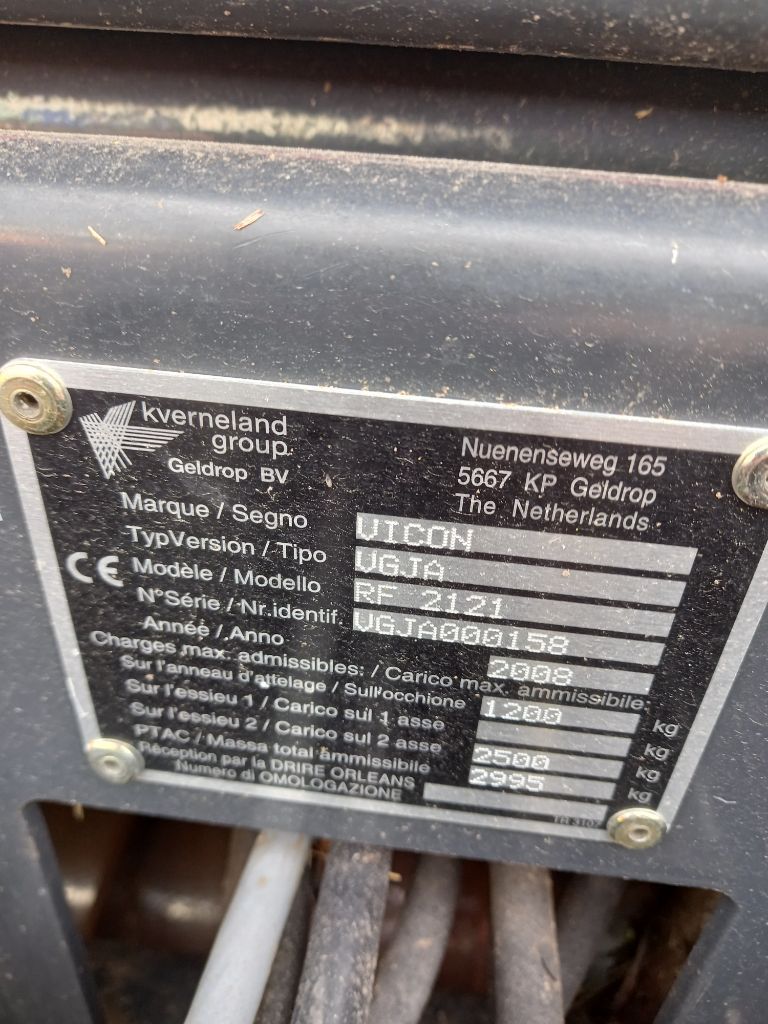 kverneland
group
Geldrop BV
Nuenenseweg 165
5667 KP Geldrop
The Netherlands
Marque / Segno VICON
TypVersion / Tipo VGJA
CE Modèle / Modello RF 2121
N°Série / Nr.identif. VGJA000158
Année / Anno 2008
Charges max. admissibles: / Carico max. ammissibile:
Sur l'anneau d'attelage / Sull'occhione 1200 kg
Sur l'essieu 1 / Carico sul 1 asse kg
Sur l'essieu 2 / Carico sul 2 asse 2500 kg
PTAC / Massa total ammissibile 2995 kg
Réception par la DRIRE ORLEANS
Numero di OMOLOGAZIONE